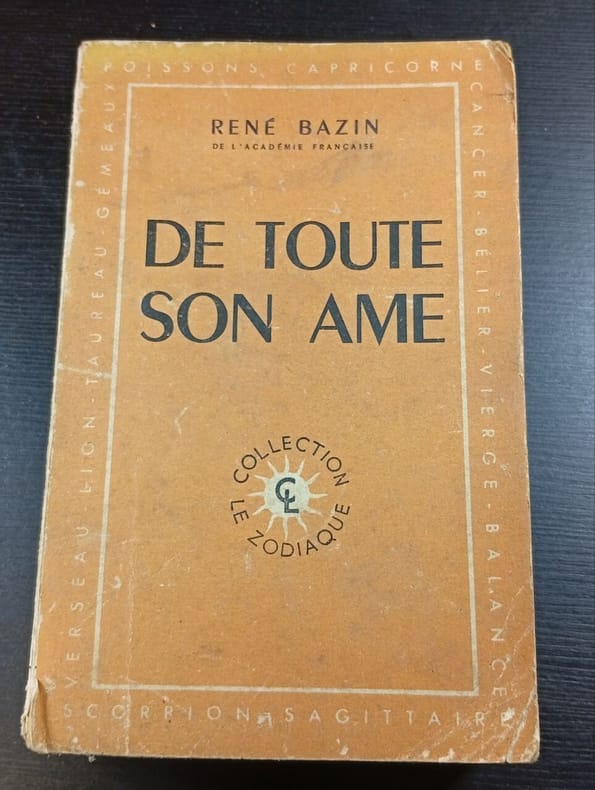 POISSONS CAPRICORNE
CANCER - BÉLIER - VIERGE - BALANCE
RENÉ BAZIN
DE L'ACADÉMIE FRANÇAISE
DE TOUTE
SON AME
COLLECTION
CL
LE ZODIAQUE
VERSEAU - LION - TAUREAU - GÉMEAUX
SCORPION - SAGITTAIRE